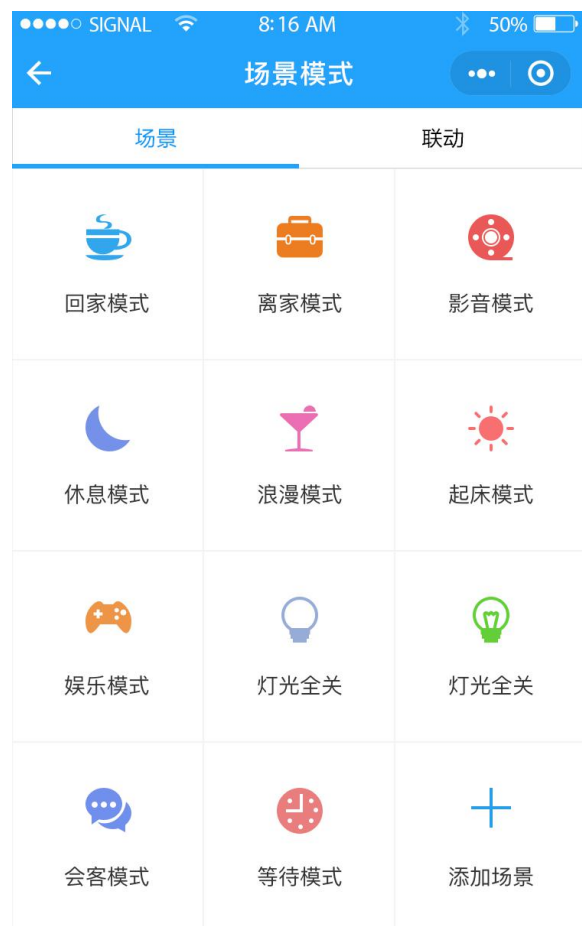 SIGNAL 8:16 AM 50%
场景模式
场景 联动
回家模式 离家模式 影音模式
休息模式 浪漫模式 起床模式
娱乐模式 灯光全关 灯光全关
会客模式 等待模式 添加场景